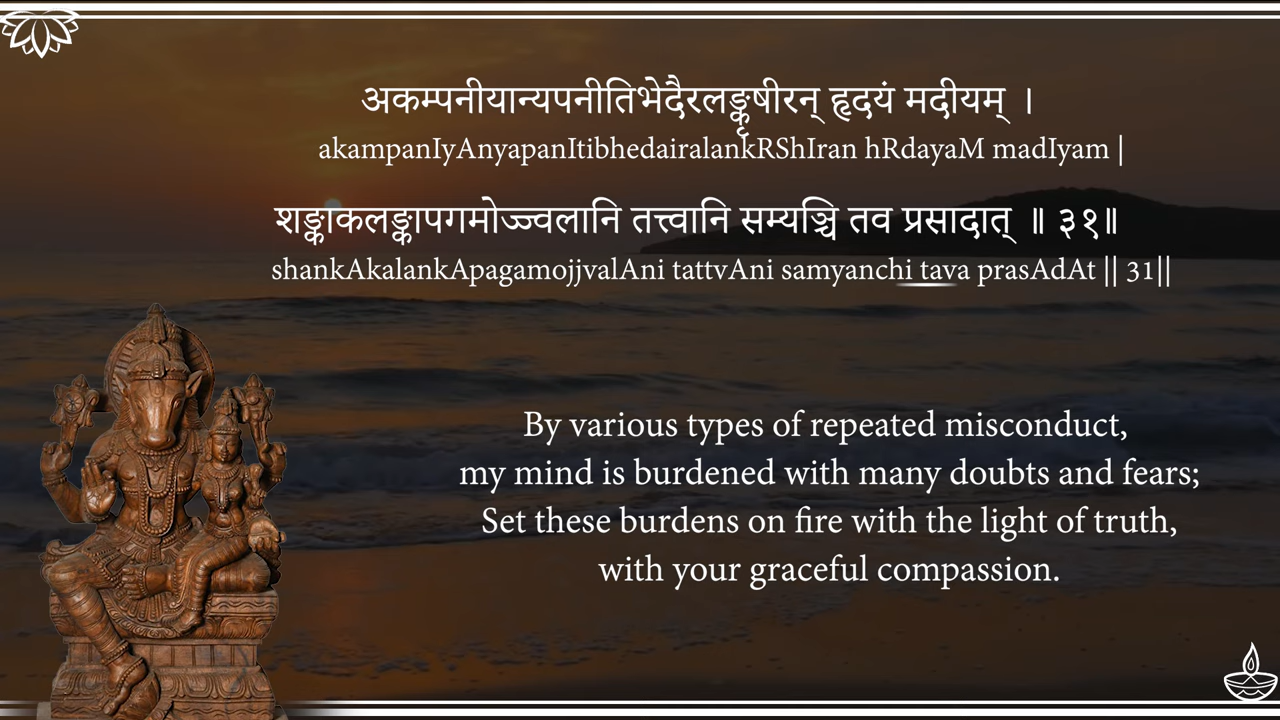 अकम्पनीयान्यपनीतिभेदैरलङ्कृषीरन् हृदयं मदीयम् ।
akampanIyAnyapanItibhedairalankRShIran hRdayaM madIyam |
शङ्काकलङ्कापगमोज्ज्वलानि तत्त्वानि सम्यञ्चि तव प्रसादात् ॥ ३१॥
shankAkalankApagamojjvalAni tattvAni samyanchi tava prasAdAt || 31||
By various types of repeated misconduct,
my mind is burdened with many doubts and fears;
Set these burdens on fire with the light of truth,
with your graceful compassion.